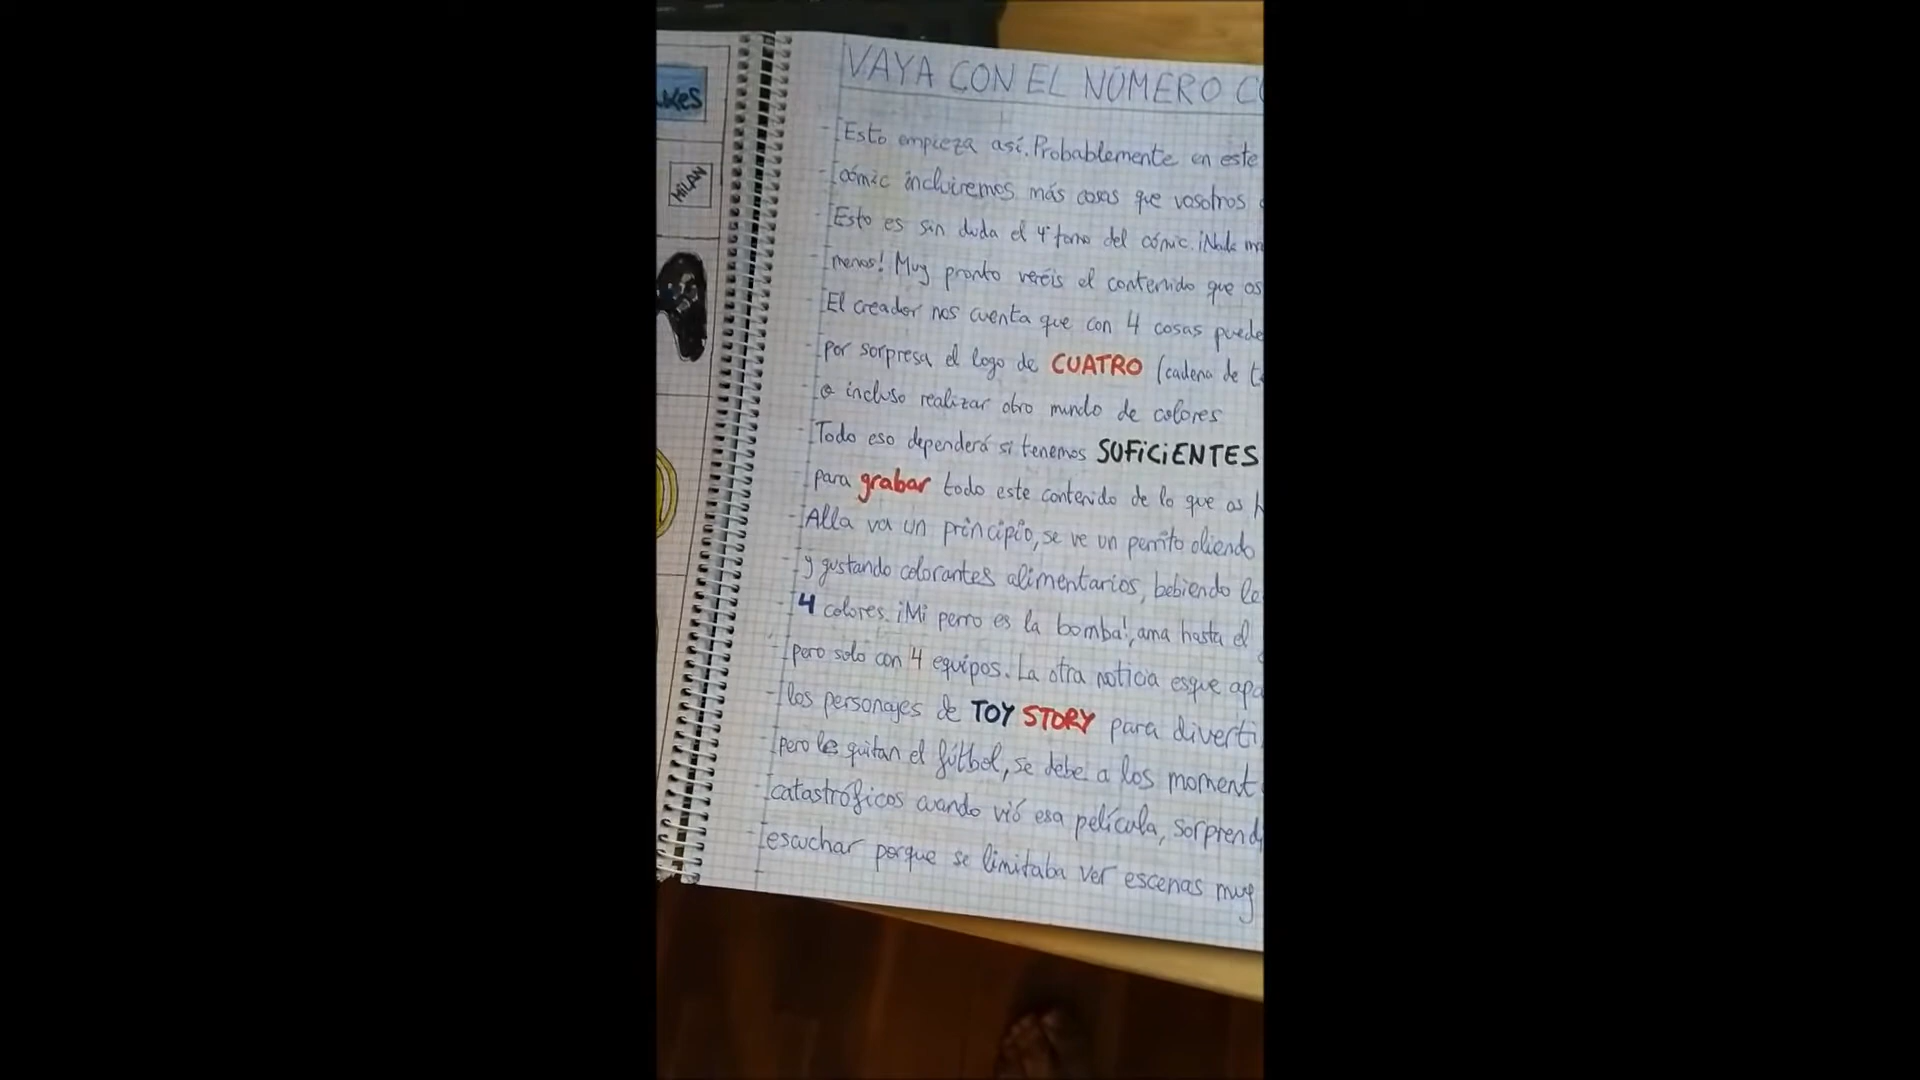 VAYA CON EL NÚMERO
Esto empieza así. Probablemente en este
cómic incluiremos más cosas que vosotros
Esto es sin duda el 4º tomo del cómic. ¡Nada
menos! Muy pronto veréis el contenido que os
El creador nos cuenta que con 4 cosas puede
por sorpresa el logo de CUATRO (cadena de
o incluso realizar otro mundo de colores
Todo eso dependerá si tenemos SUFICIENTES
para grabar todo este contenido de lo que os
Alla va un principio, se ve un perrito oliendo
y gustando colorantes alimentarios, bebiendo
4 colores. ¡Mi perro es la bomba!, ama hasta el
pero solo con 4 equipos. La otra noticia esque
los personajes de TOY STORY para diverti
pero le quitan el fútbol, se debe a los moment
catastróficos cuando vió esa película, sorprend
escuchar porque se limitaba ver escenas muy
MILAN